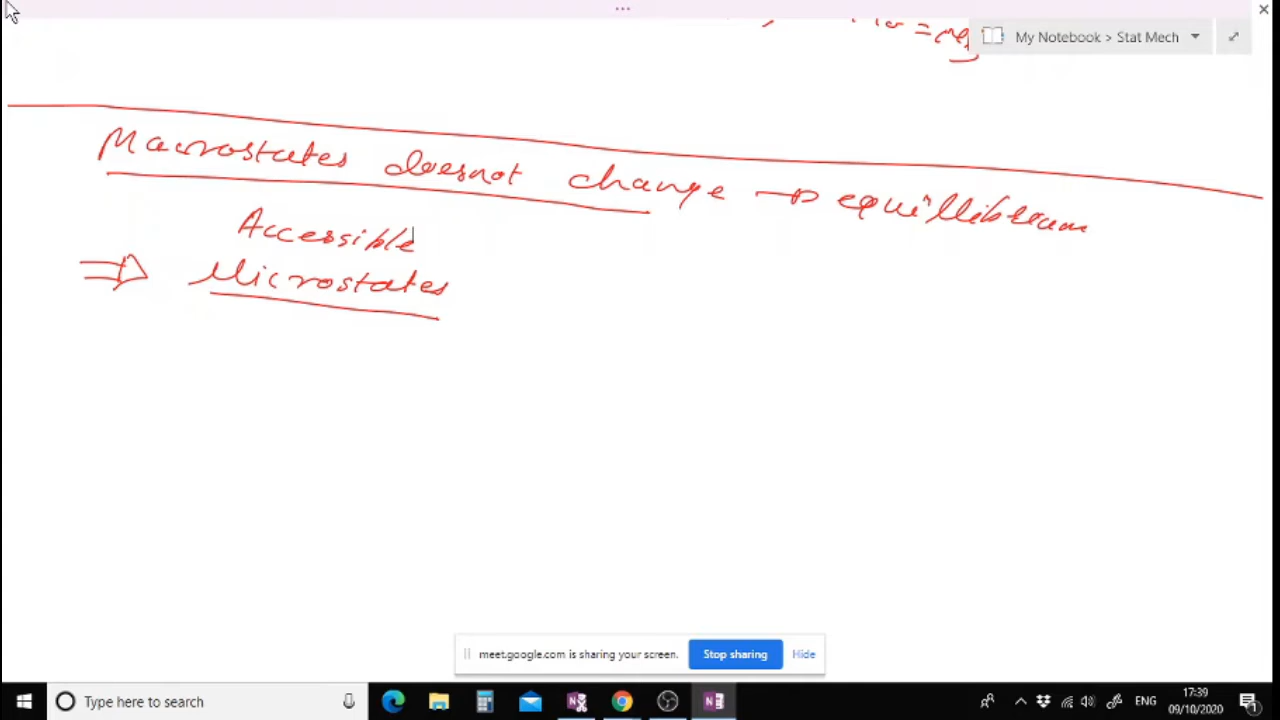 My Notebook > Stat Mech
Macrostates doesnot change → equillibrium
Accessible
⇒ Microstates
meet.google.com is sharing your screen. Stop sharing Hide
Type here to search
ENG
17:39
09/10/2020
1